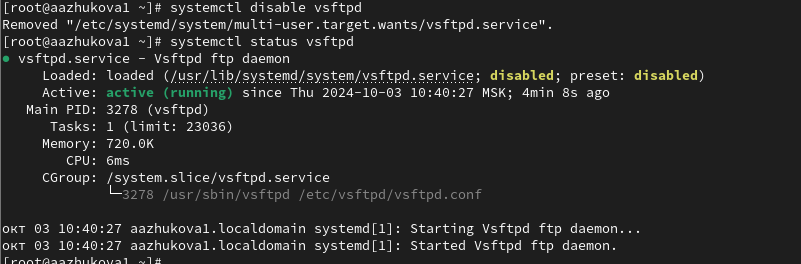 [root@aazhukova1 ~]# systemctl disable vsftpd
Removed "/etc/systemd/system/multi-user.target.wants/vsftpd.service".
[root@aazhukova1 ~]# systemctl status vsftpd
● vsftpd.service - Vsftpd ftp daemon
     Loaded: loaded (/usr/lib/systemd/system/vsftpd.service; disabled; preset: disabled)
     Active: active (running) since Thu 2024-10-03 10:40:27 MSK; 4min 8s ago
   Main PID: 3278 (vsftpd)
      Tasks: 1 (limit: 23036)
     Memory: 720.0K
        CPU: 6ms
     CGroup: /system.slice/vsftpd.service
             └─3278 /usr/sbin/vsftpd /etc/vsftpd/vsftpd.conf

окт 03 10:40:27 aazhukova1.localdomain systemd[1]: Starting Vsftpd ftp daemon...
окт 03 10:40:27 aazhukova1.localdomain systemd[1]: Started Vsftpd ftp daemon.
[root@aazhukova1 ~]#